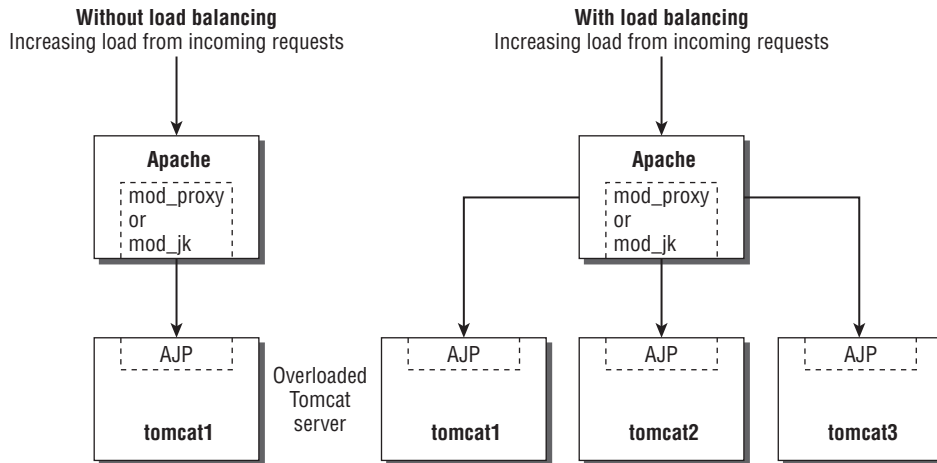 Without load balancing
Increasing load from incoming requests
Apache
mod_proxy
or
mod_jk
AJP
tomcat1
Overloaded
Tomcat
server
With load balancing
Increasing load from incoming requests
Apache
mod_proxy
or
mod_jk
AJP
tomcat1
AJP
tomcat2
AJP
tomcat3